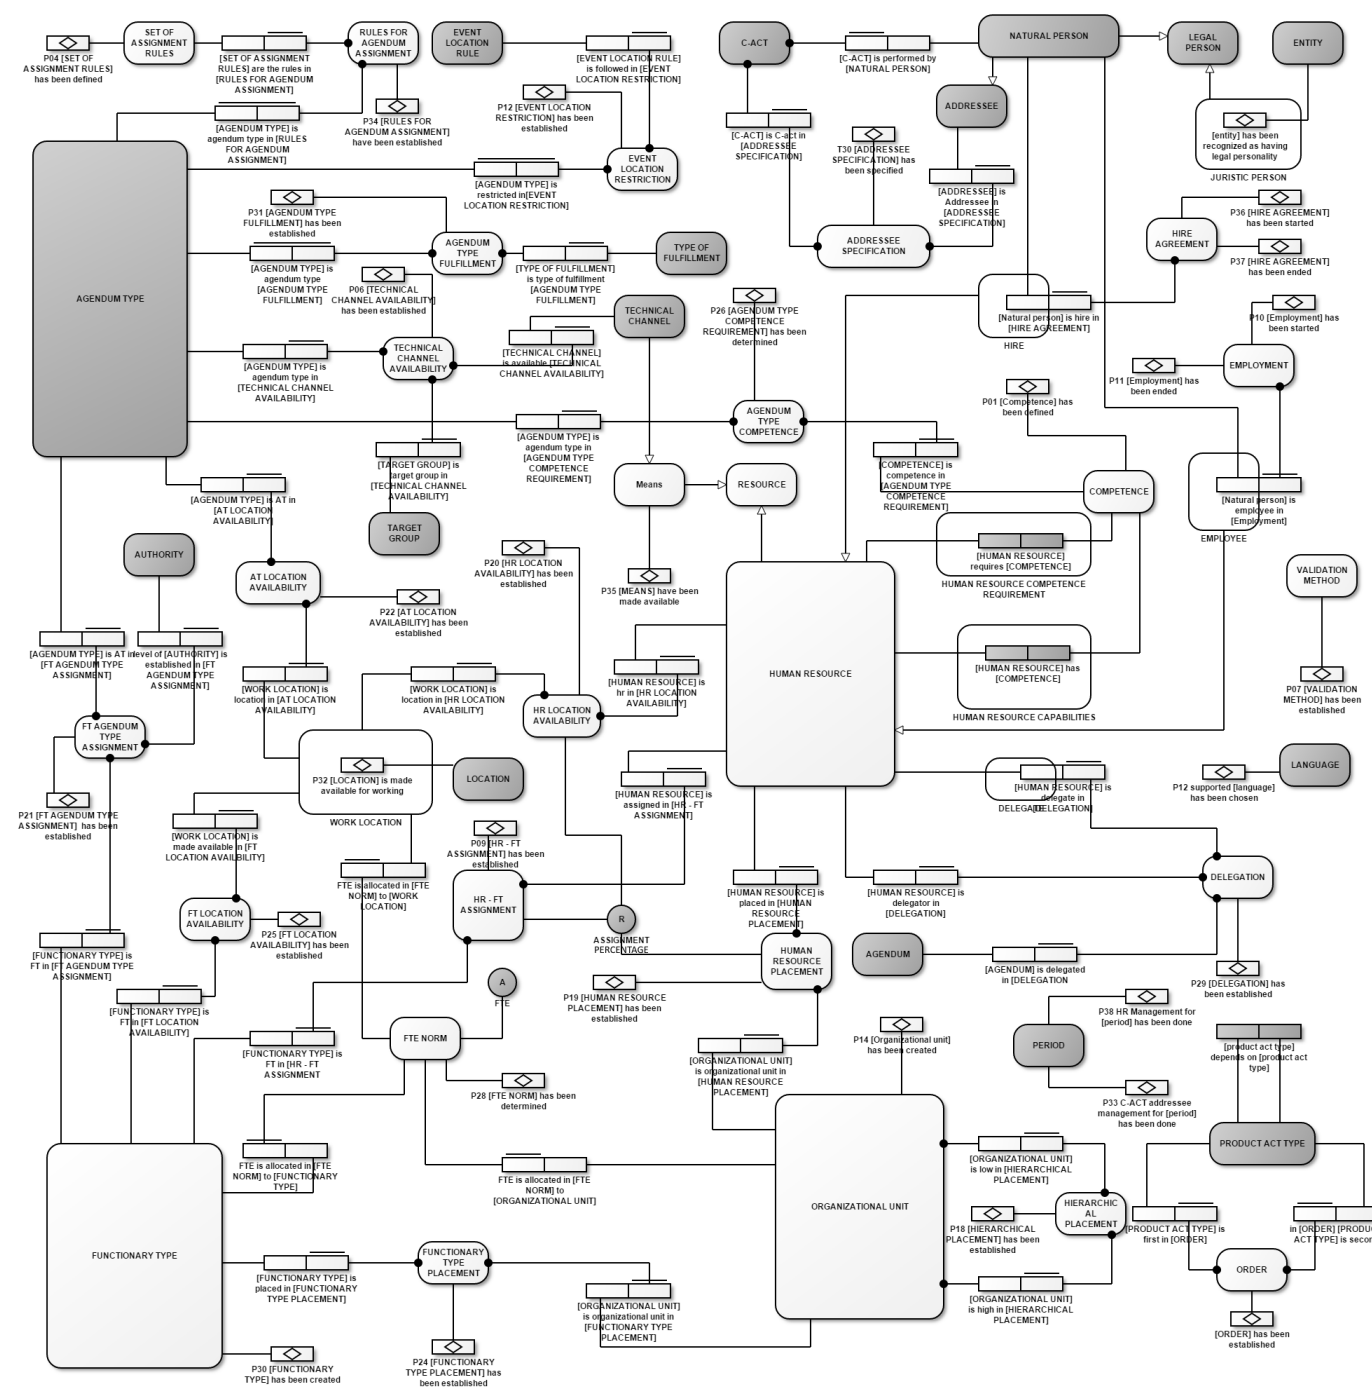 SET OF
ASSIGNMENT
RULES
RULES FOR
AGENDUM
ASSIGNMENT
EVENT
LOCATION
RULE
C-ACT
NATURAL PERSON
LEGAL
PERSON
ENTITY
P04 [SET OF
ASSIGNMENT RULES]
has been defined
[SET OF ASSIGNMENT
RULES] are the rules in
[RULES FOR AGENDUM
ASSIGNMENT]
[EVENT LOCATION RULE]
is followed in [EVENT
LOCATION RESTRICTION]
[C-ACT] is performed by
[NATURAL PERSON]
ADDRESSEE
P12 [EVENT LOCATION
RESTRICTION] has been
established
P34 [RULES FOR
AGENDUM ASSIGNMENT]
have been established
[AGENDUM TYPE] is
agendum type in [RULES
FOR AGENDUM
ASSIGNMENT]
[C-ACT] is C-act in
[ADDRESSEE
SPECIFICATION]
T30 [ADDRESSEE
SPECIFICATION] has
been specified
[entity] has been
recognized as having
legal personality
JURISTIC PERSON
EVENT
LOCATION
RESTRICTION
[AGENDUM TYPE] is
restricted in[EVENT
LOCATION RESTRICTION]
[ADDRESSEE] is
Addressee in
[ADDRESSEE
SPECIFICATION]
P31 [AGENDUM TYPE
FULFILLMENT] has been
established
P36 [HIRE AGREEMENT]
has been started
HIRE
AGREEMENT
AGENDUM
TYPE
FULFILLMENT
TYPE OF
FULFILLMENT
ADDRESSEE
SPECIFICATION
P37 [HIRE AGREEMENT]
has been ended
[AGENDUM TYPE] is
agendum type
[AGENDUM TYPE
FULFILLMENT]
[TYPE OF FULFILLMENT]
is type of fulfillment
[AGENDUM TYPE
FULFILLMENT]
AGENDUM TYPE
P06 [TECHNICAL
CHANNEL AVAILABILITY]
has been established
TECHNICAL
CHANNEL
P26 [AGENDUM TYPE
COMPETENCE
REQUIREMENT] has been
determined
[Natural person] is hire in
[HIRE AGREEMENT]
HIRE
P10 [Employment] has
been started
TECHNICAL
CHANNEL
AVAILABILITY
[TECHNICAL CHANNEL]
is available [TECHNICAL
CHANNEL AVAILABILITY]
[AGENDUM TYPE] is
agendum type in
[TECHNICAL CHANNEL
AVAILABILITY]
EMPLOYMENT
P11 [Employment] has
been ended
P01 [Competence] has
been defined
AGENDUM
TYPE
COMPETENCE
[AGENDUM TYPE] is
agendum type in
[AGENDUM TYPE
COMPETENCE
REQUIREMENT]
[TARGET GROUP] is
target group in
[TECHNICAL CHANNEL
AVAILABILITY]
[COMPETENCE] is
competence in
[AGENDUM TYPE
COMPETENCE
REQUIREMENT]
Means
RESOURCE
COMPETENCE
[AGENDUM TYPE] is AT in
[AT LOCATION
AVAILABILITY]
[Natural person] is
employee in
[Employment]
EMPLOYEE
TARGET
GROUP
AUTHORITY
P20 [HR LOCATION
AVAILABILITY] has been
established
[HUMAN RESOURCE]
requires [COMPETENCE]
HUMAN RESOURCE COMPETENCE
REQUIREMENT
AT LOCATION
AVAILABILITY
P35 [MEANS] have been
made available
VALIDATION
METHOD
P22 [AT LOCATION
AVAILABILITY] has been
established
[AGENDUM TYPE] is AT in
[FT AGENDUM TYPE
ASSIGNMENT]
level of [AUTHORITY] is
established in [FT
AGENDUM TYPE
ASSIGNMENT]
[WORK LOCATION] is
location in [AT LOCATION
AVAILABILITY]
[WORK LOCATION] is
location in [HR LOCATION
AVAILABILITY]
[HUMAN RESOURCE] is
hr in [HR LOCATION
AVAILABILITY]
HUMAN RESOURCE
[HUMAN RESOURCE] has
[COMPETENCE]
HUMAN RESOURCE CAPABILITIES
P07 [VALIDATION
METHOD] has been
established
FT AGENDUM
TYPE
ASSIGNMENT
HR LOCATION
AVAILABILITY
P32 [LOCATION] is made
available for working
WORK LOCATION
LOCATION
[HUMAN RESOURCE] is
assigned in [HR - FT
ASSIGNMENT]
[HUMAN RESOURCE] is
delegate in
[DELEGATION]
DELEGATE
P12 supported [language]
has been chosen
LANGUAGE
P21 [FT AGENDUM TYPE
ASSIGNMENT] has been
established
[WORK LOCATION] is
made available in [FT
LOCATION AVAILABILITY]
P09 [HR - FT
ASSIGNMENT] has been
established
FTE is allocated in [FTE
NORM] to [WORK
LOCATION]
HR - FT
ASSIGNMENT
[HUMAN RESOURCE] is
placed in [HUMAN
RESOURCE
PLACEMENT]
[HUMAN RESOURCE] is
delegator in
[DELEGATION]
DELEGATION
FT LOCATION
AVAILABILITY
P25 [FT LOCATION
AVAILABILITY] has been
established
R
ASSIGNMENT
PERCENTAGE
HUMAN
RESOURCE
PLACEMENT
AGENDUM
[AGENDUM] is delegated
in [DELEGATION
P29 [DELEGATION] has
been established
[FUNCTIONARY TYPE] is
FT in [FT AGENDUM TYPE
ASSIGNMENT]
A
FTE
P19 [HUMAN RESOURCE
PLACEMENT] has been
established
[FUNCTIONARY TYPE] is
FT in [FT LOCATION
AVAILABILITY]
P38 HR Management for
[period] has been done
FTE NORM
[FUNCTIONARY TYPE] is
FT in [HR - FT
ASSIGNMENT
P14 [Organizational unit]
has been created
PERIOD
[product act type]
depends on [product act
type]
[ORGANIZATIONAL UNIT]
is organizational unit in
[HUMAN RESOURCE
PLACEMENT]
P28 [FTE NORM] has been
determined
P33 C-ACT addressee
management for [period]
has been done
PRODUCT ACT TYPE
FTE is allocated in [FTE
NORM] to [FUNCTIONARY
TYPE]
FTE is allocated in [FTE
NORM] to
[ORGANIZATIONAL UNIT]
[ORGANIZATIONAL UNIT]
is low in [HIERARCHICAL
PLACEMENT]
ORGANIZATIONAL UNIT
HIERARCHIC
AL
PLACEMENT
P18 [HIERARCHICAL
PLACEMENT] has been
established
[PRODUCT ACT TYPE] is
first in [ORDER]
in [ORDER] [PRODUC
ACT TYPE] is secon
FUNCTIONARY TYPE
FUNCTIONARY
TYPE
PLACEMENT
[FUNCTIONARY TYPE] is
placed in [FUNCTIONARY
TYPE PLACEMENT]
[ORGANIZATIONAL UNIT]
is organizational unit in
[FUNCTIONARY TYPE
PLACEMENT]
[ORGANIZATIONAL UNIT]
is high in [HIERARCHICAL
PLACEMENT]
ORDER
[ORDER] has been
established
P30 [FUNCTIONARY
TYPE] has been created
P24 [FUNCTIONARY
TYPE PLACEMENT] has
been established